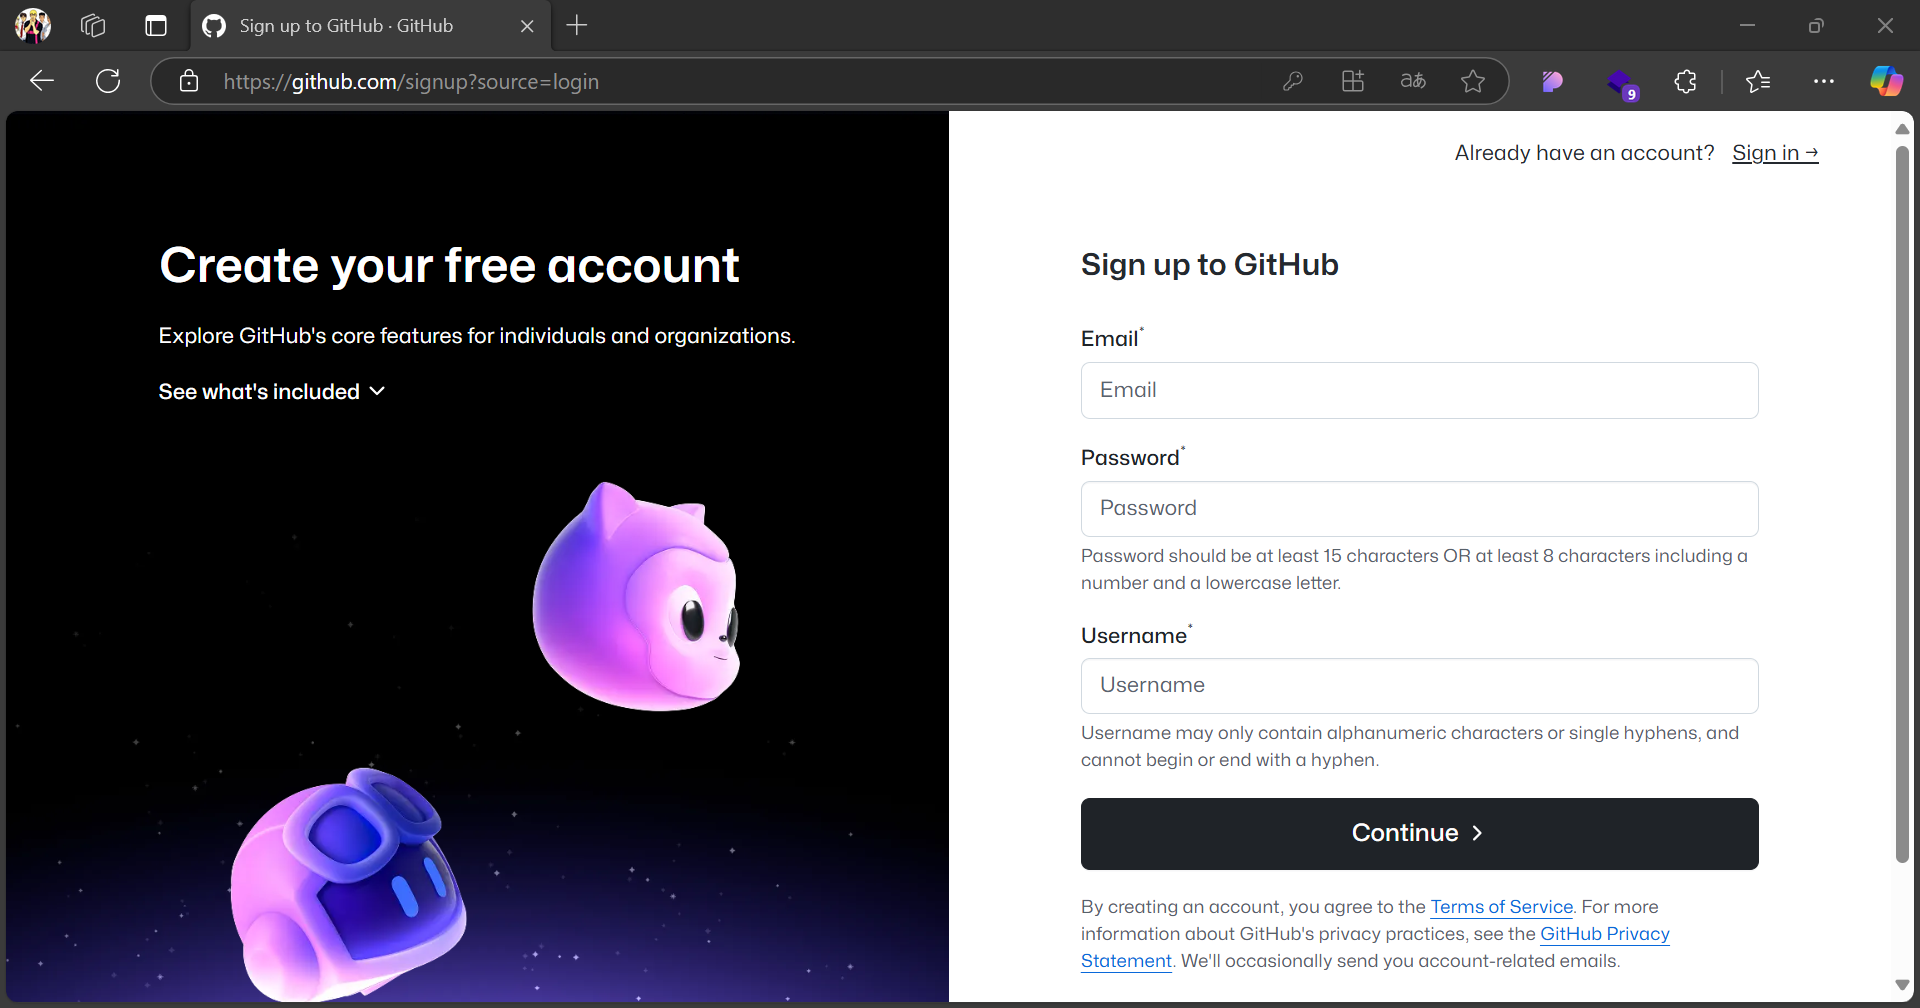 Sign up to GitHub · GitHub
https://github.com/signup?source=login
aあ
9
Already have an account? Sign in →
Create your free account
Explore GitHub's core features for individuals and organizations.
See what's included
Sign up to GitHub
Email*
Email
Password*
Password
Password should be at least 15 characters OR at least 8 characters including a
number and a lowercase letter.
Username*
Username
Username may only contain alphanumeric characters or single hyphens, and
cannot begin or end with a hyphen.
Continue
By creating an account, you agree to the Terms of Service. For more
information about GitHub's privacy practices, see the GitHub Privacy
Statement. We'll occasionally send you account-related emails.